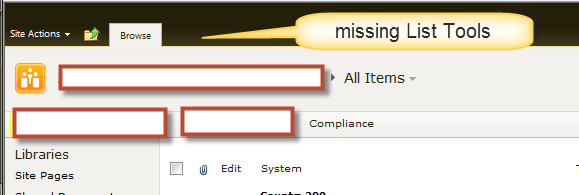 missing List Tools
Site Actions Browse
All Items
Compliance
Libraries
Site Pages
Edit System